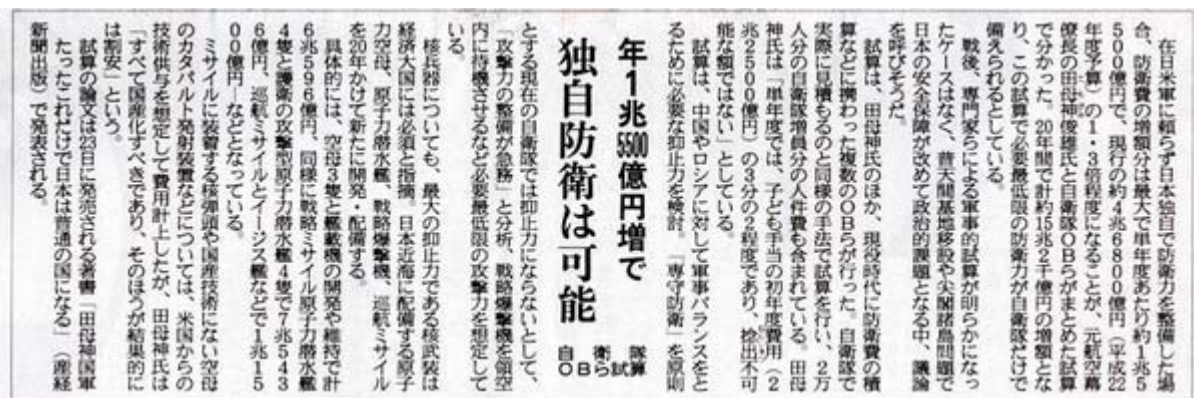 年１兆5500億円増で
独自防衛は可能
自衛隊
ＯＢら試算
　在日米軍に頼らず日本独自で防衛力を整備した場
合、防衛費の増額分は最大で単年度あたり約１兆５
５００億円で、現行の約４兆６８００億円（平成22
年度予算）の１・３倍程度になることが、元航空幕
僚長の田母神俊雄氏と自衛隊ＯＢらがまとめた試算
で分かった。20年間で計約15兆２千億円の増額とな
り、この試算で必要最低限の防衛力が自衛隊だけで
備えられるとしている。
　戦後、専門家らによる軍事的試算が明らかになっ
たケースはなく、普天間基地移設や尖閣諸島問題で
日本の安全保障が改めて政治的課題となる中、議論
を呼びそうだ。
　試算は、田母神氏のほか、現役時代に防衛費の積
算などに携わった複数のＯＢらが行った。自衛隊で
実際に見積もるのと同様の手法で試算を行い、２万
人分の自衛隊増員分の人件費も含まれている。田母
神氏は「単年度では、子ども手当の初年度費用（２
兆２５００億円）の３分の２程度であり、捻出不可
能な額ではない」としている。
　試算は、中国やロシアに対して軍事バランスをと
るために必要な抑止力を検討。「専守防衛」を原則
とする現在の自衛隊では抑止力にならないとして、
「攻撃力の整備が急務」と分析、戦略爆撃機を領空
内に待機させるなど必要最低限の攻撃力を想定して
いる。
　核兵器についても、最大の抑止力である核武装は
経済大国には必須と指摘。日本近海に配備する原子
力空母、原子力潜水艦、戦略爆撃機、巡航ミサイル
を20年かけて新たに開発・配備する。
　具体的には、空母３隻と艦載機の開発や維持で計
６兆５９６億円、同様に戦略ミサイル原子力潜水艦
４隻と護衛の攻撃型原子力潜水艦４隻で７兆５４３
６億円、巡航ミサイルとイージス艦などで１兆１５
００億円―などとなっている。
　ミサイルに装着する核弾頭や国産技術にない空母
のカタパルト発射装置などについては、米国からの
技術供与を想定して費用計上したが、田母神氏は
「すべて国産化すべきであり、そのほうが結果的に
は割安」という。
　試算の論文は23日に発売される著書「田母神国軍
　たったこれだけで日本は普通の国になる」（産経
新聞出版）で発表される。